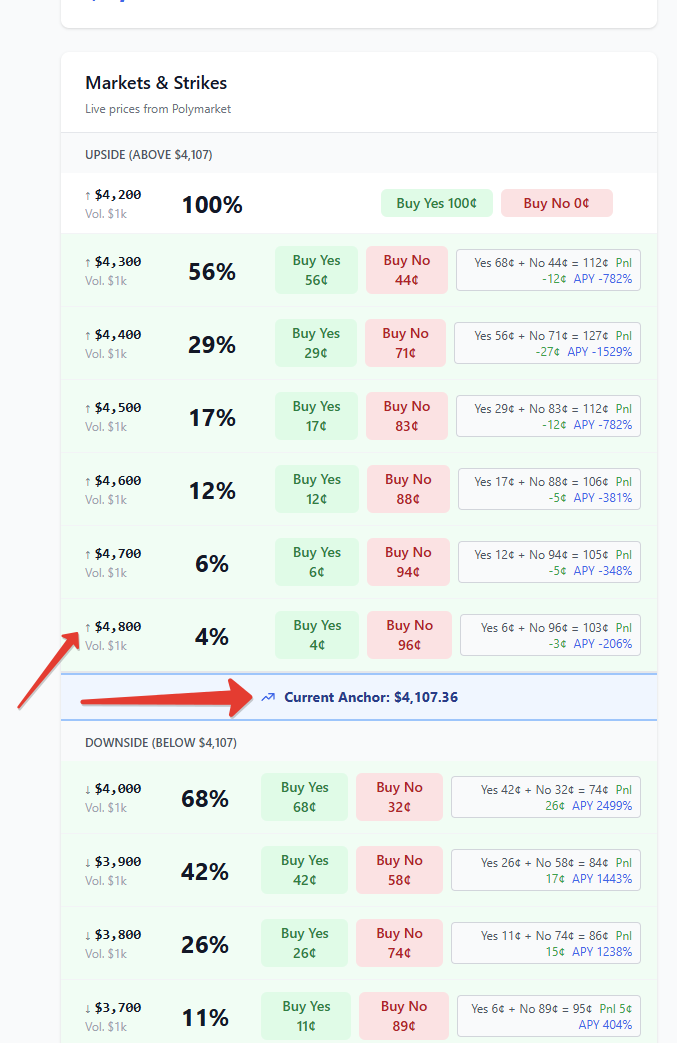 Markets & Strikes
Live prices from Polymarket
UPSIDE (ABOVE $4,107)
↑ $4,200
Vol. $1k
100%
Buy Yes 100¢
Buy No 0¢
↑ $4,300
Vol. $1k
56%
Buy Yes
56¢
Buy No
44¢
Yes 68¢ + No 44¢ = 112¢ Pnl
-12¢ APY -782%
↑ $4,400
Vol. $1k
29%
Buy Yes
29¢
Buy No
71¢
Yes 56¢ + No 71¢ = 127¢ Pnl
-27¢ APY -1529%
↑ $4,500
Vol. $1k
17%
Buy Yes
17¢
Buy No
83¢
Yes 29¢ + No 83¢ = 112¢ Pnl
-12¢ APY -782%
↑ $4,600
Vol. $1k
12%
Buy Yes
12¢
Buy No
88¢
Yes 17¢ + No 88¢ = 106¢ Pnl
-5¢ APY -381%
↑ $4,700
Vol. $1k
6%
Buy Yes
6¢
Buy No
94¢
Yes 12¢ + No 94¢ = 105¢ Pnl
-5¢ APY -348%
↑ $4,800
Vol. $1k
4%
Buy Yes
4¢
Buy No
96¢
Yes 6¢ + No 96¢ = 103¢ Pnl
-3¢ APY -206%
Current Anchor: $4,107.36
DOWNSIDE (BELOW $4,107)
↓ $4,000
Vol. $1k
68%
Buy Yes
68¢
Buy No
32¢
Yes 42¢ + No 32¢ = 74¢ Pnl
26¢ APY 2499%
↓ $3,900
Vol. $1k
42%
Buy Yes
42¢
Buy No
58¢
Yes 26¢ + No 58¢ = 84¢ Pnl
17¢ APY 1443%
↓ $3,800
Vol. $1k
26%
Buy Yes
26¢
Buy No
74¢
Yes 11¢ + No 74¢ = 86¢ Pnl
15¢ APY 1238%
↓ $3,700
Vol. $1k
11%
Buy Yes
11¢
Buy No
89¢
Yes 6¢ + No 89¢ = 95¢ Pnl 5¢
APY 404%